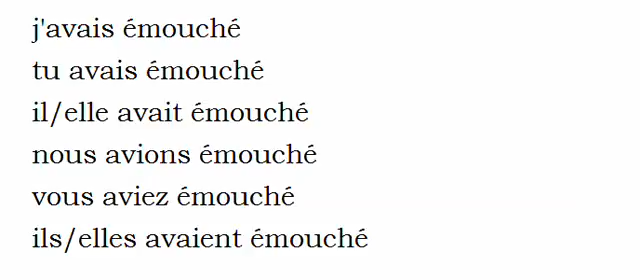 j'avais émouché
tu avais émouché
il/elle avait émouché
nous avions émouché
vous aviez émouché
ils/elles avaient émouché